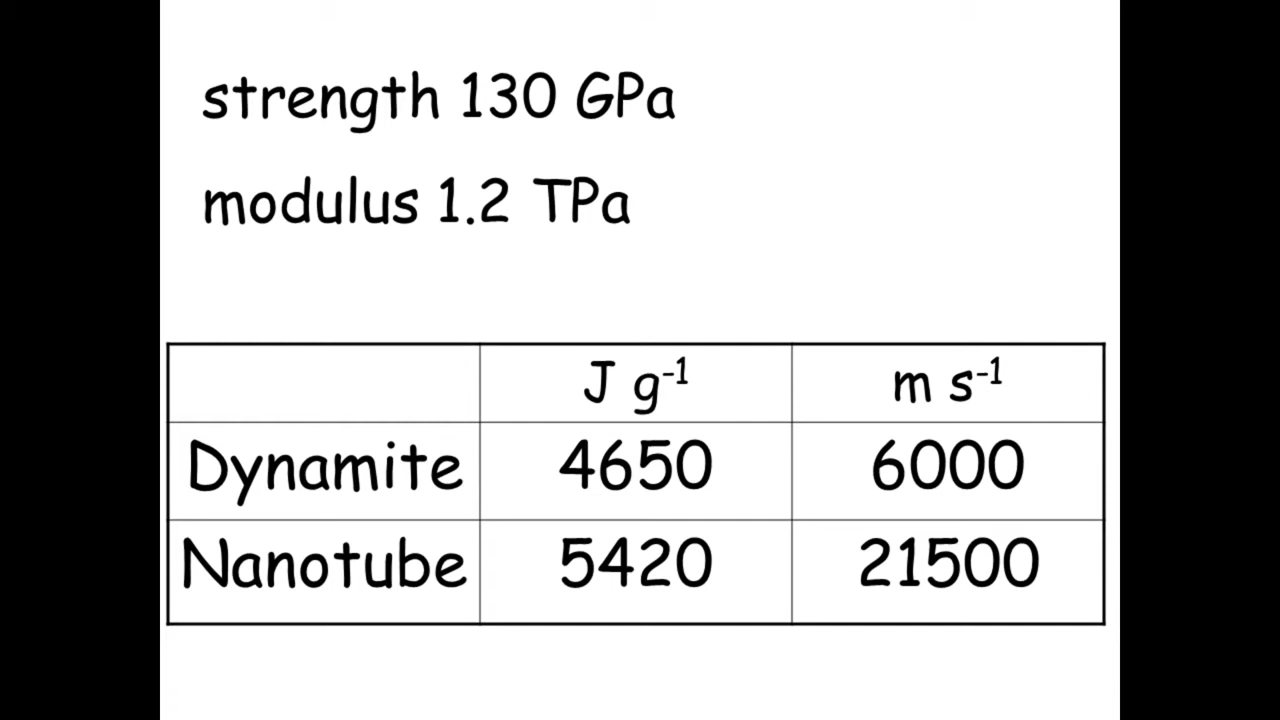 strength 130 GPa
modulus 1.2 TPa
J g⁻¹ m s⁻¹
Dynamite 4650 6000
Nanotube 5420 21500